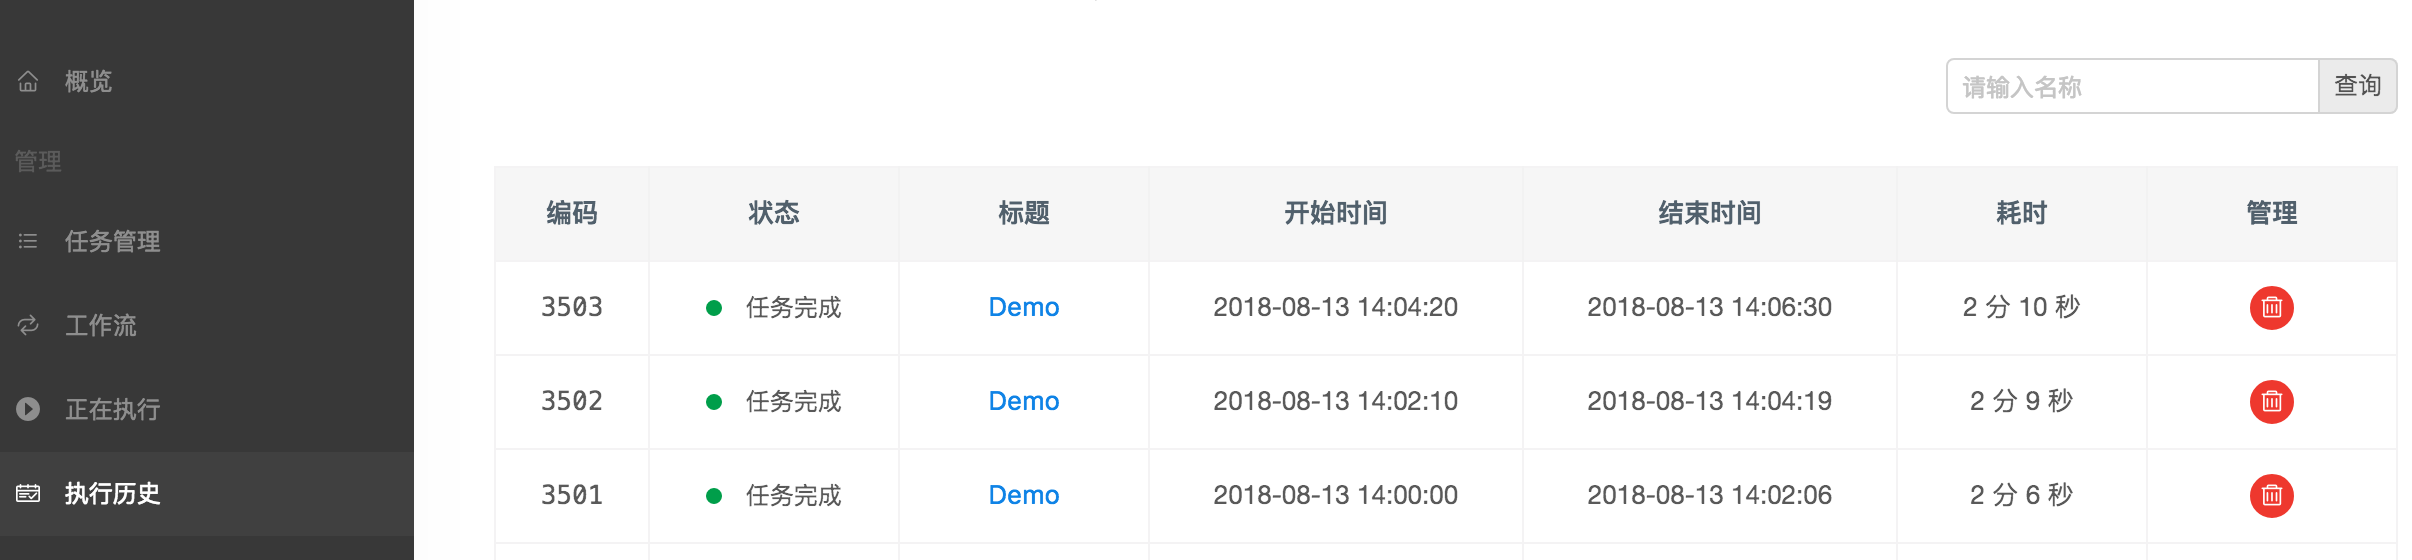 概览
管理
任务管理
工作流
正在执行
执行历史
请输入名称 查询
编码 状态 标题 开始时间 结束时间 耗时 管理
3503 任务完成 Demo 2018-08-13 14:04:20 2018-08-13 14:06:30 2 分 10 秒
3502 任务完成 Demo 2018-08-13 14:02:10 2018-08-13 14:04:19 2 分 9 秒
3501 任务完成 Demo 2018-08-13 14:00:00 2018-08-13 14:02:06 2 分 6 秒